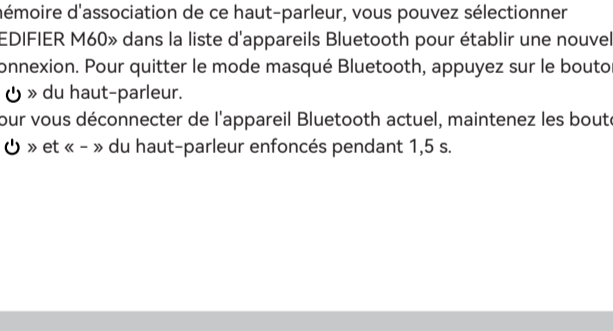 mémoire d'association de ce haut-parleur, vous pouvez sélectionner
EDIFIER M60» dans la liste d'appareils Bluetooth pour établir une nouvel
onnexion. Pour quitter le mode masqué Bluetooth, appuyez sur le bouto
⏻ » du haut-parleur.
our vous déconnecter de l'appareil Bluetooth actuel, maintenez les bouto
⏻ » et « - » du haut-parleur enfoncés pendant 1,5 s.